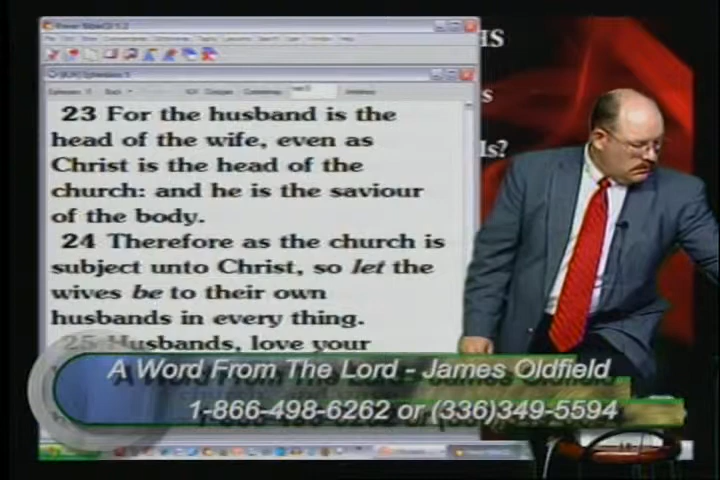 23 For the husband is the
head of the wife, even as
Christ is the head of the
church: and he is the saviour
of the body.
24 Therefore as the church is
subject unto Christ, so let the
wives be to their own
husbands in every thing.
25 Husbands, love your
A Word From The Lord - James Oldfield
1-866-498-6262 or (336)349-5594